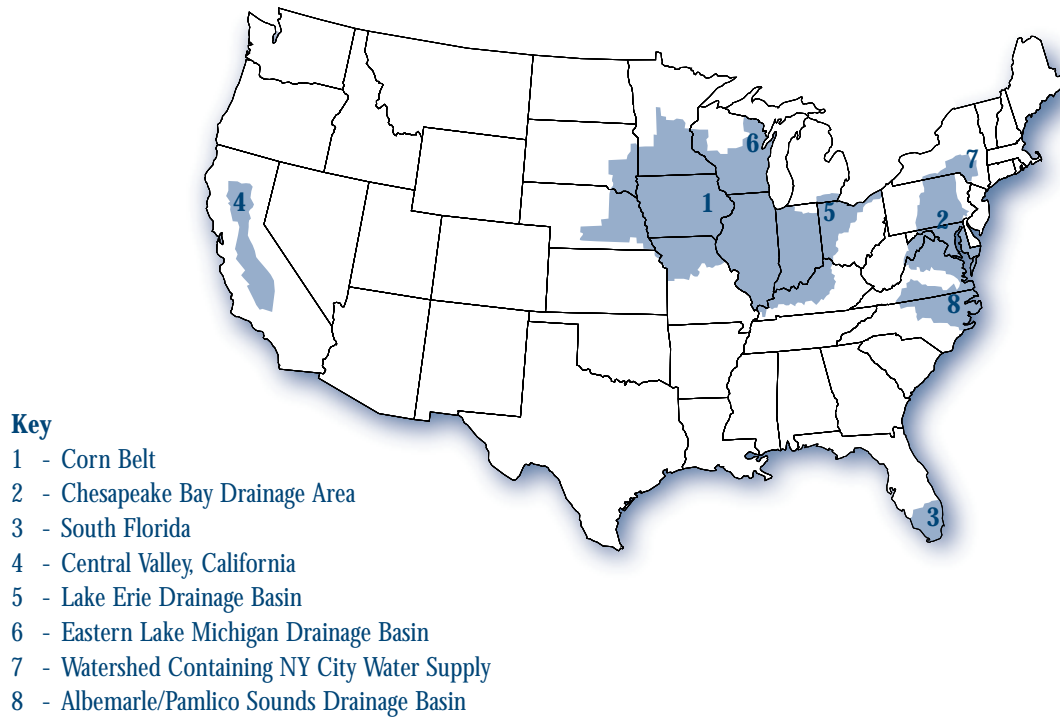 6
7
4
1
5
2
8
3
Key
1 - Corn Belt
2 - Chesapeake Bay Drainage Area
3 - South Florida
4 - Central Valley, California
5 - Lake Erie Drainage Basin
6 - Eastern Lake Michigan Drainage Basin
7 - Watershed Containing NY City Water Supply
8 - Albemarle/Pamlico Sounds Drainage Basin